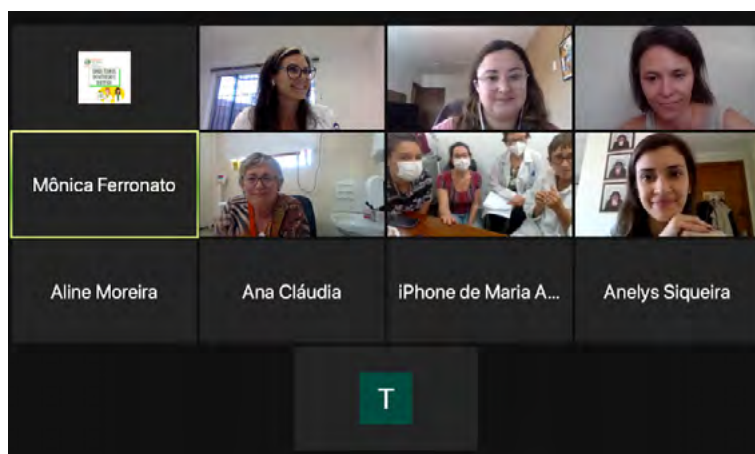 Mônica Ferronato
Aline Moreira
Ana Cláudia
iPhone de Maria A...
Anelys Siqueira
T